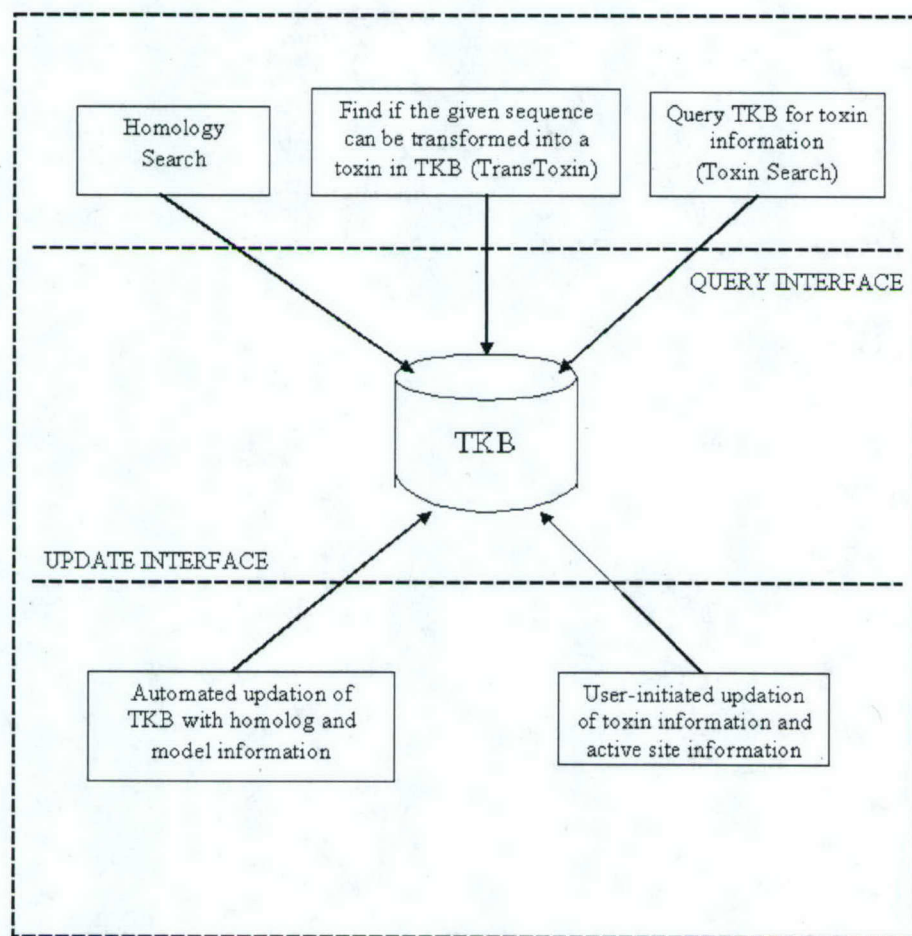 Homology
Search
Find if the given sequence
can be transformed into a
toxin in TKB (TransToxin)
Query TKB for toxin
information
(Toxin Search)
QUERY INTERFACE
TKB
UPDATE INTERFACE
Automated updation of
TKB with homolog and
model information
User-initiated updation
of toxin information and
active site information